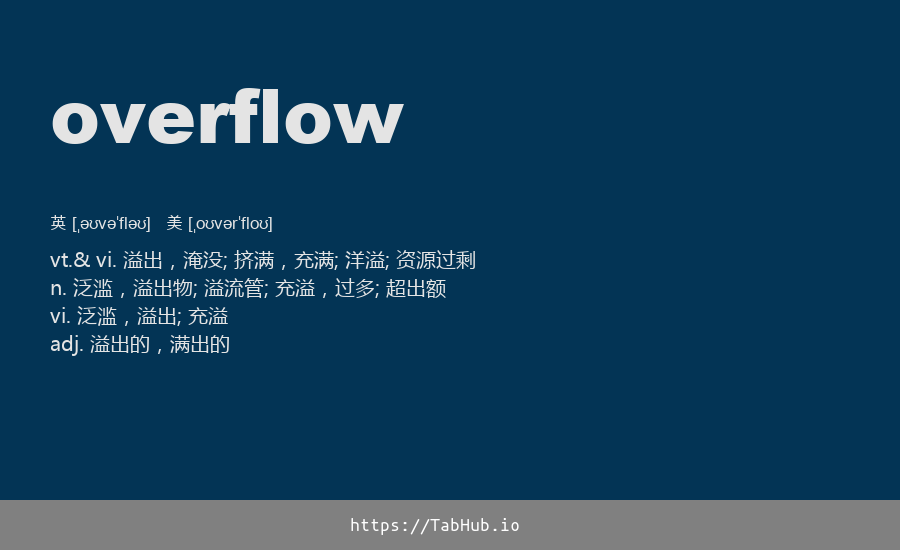 overflow
英 [ˌəʊvəˈfləʊ] 美 [ˌoʊvərˈfloʊ]
vt.& vi. 溢出，淹没; 挤满，充满; 洋溢; 资源过剩
n. 泛滥，溢出物; 溢流管; 充溢，过多; 超出额
vi. 泛滥，溢出; 充溢
adj. 溢出的，满出的
https://TabHub.io